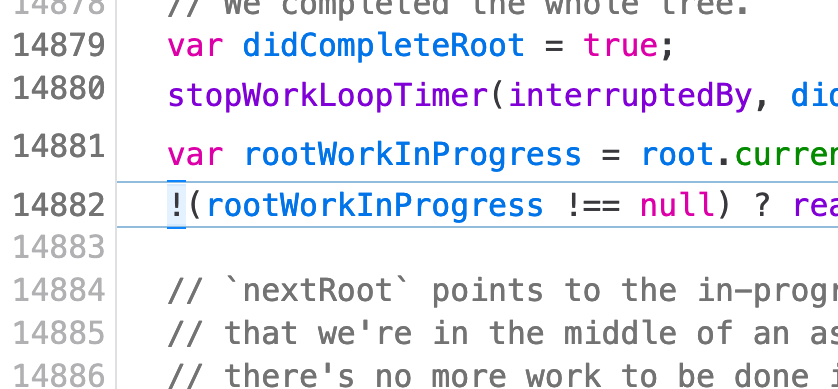 14878 // We completed the whole tree.
14879 var didCompleteRoot = true;
14880 stopWorkLoopTimer(interruptedBy, did
14881 var rootWorkInProgress = root.curren
14882 !(rootWorkInProgress !== null) ? rea
14883
14884 // `nextRoot` points to the in-progr
14885 // that we're in the middle of an as
14886 // there's no more work to be done i